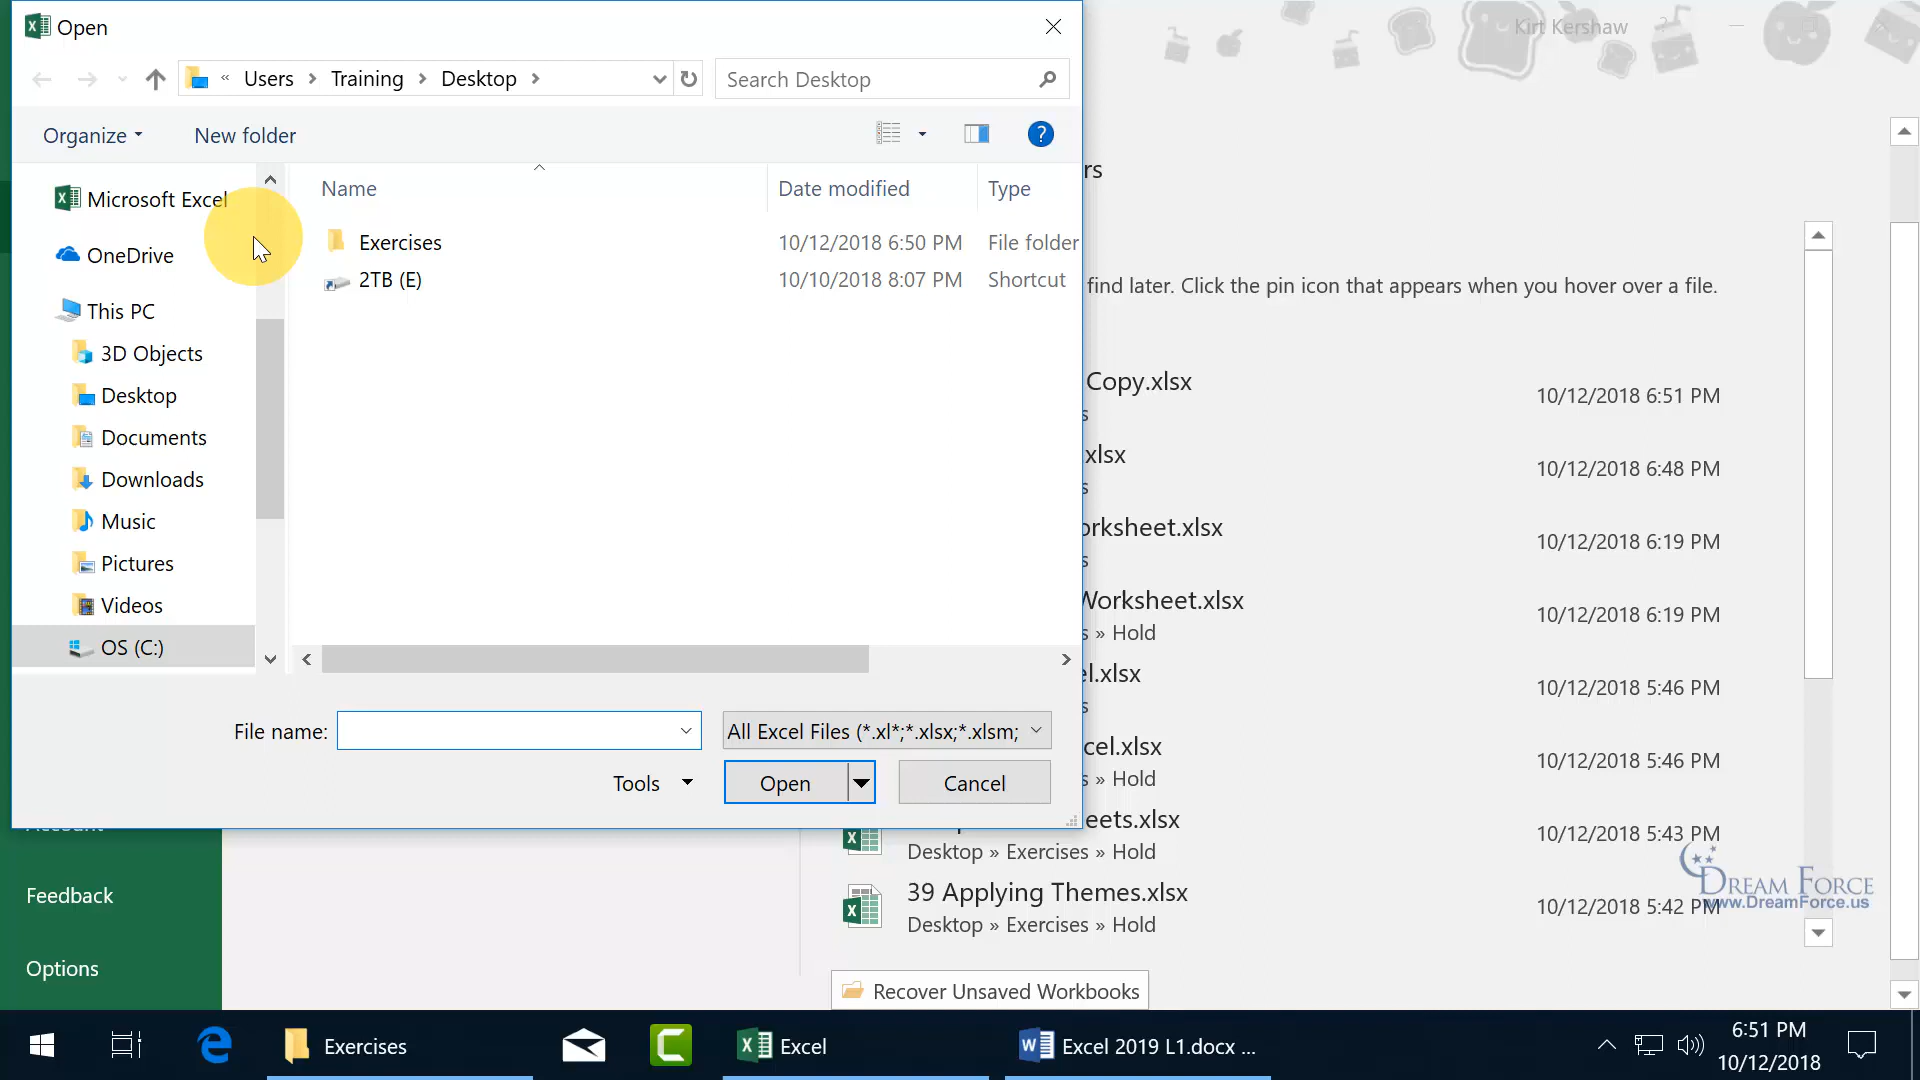 Open
Kirt Kershaw
?
« Users Training Desktop
Search Desktop
Organize
New folder
?
Name
Date modified
Type
Microsoft Excel
OneDrive
This PC
3D Objects
Desktop
Documents
Downloads
Music
Pictures
Videos
OS (C:)
Exercises
10/12/2018 6:50 PM
File folder
2TB (E)
10/10/2018 8:07 PM
Shortcut
File name:
All Excel Files (*.xl*;*.xlsx;*.xlsm;
Tools
Open
Cancel
rs
find later. Click the pin icon that appears when you hover over a file.
Copy.xlsx
s
10/12/2018 6:51 PM
xlsx
s
10/12/2018 6:48 PM
orksheet.xlsx
s
10/12/2018 6:19 PM
Worksheet.xlsx
s » Hold
10/12/2018 6:19 PM
el.xlsx
s
10/12/2018 5:46 PM
cel.xlsx
s » Hold
10/12/2018 5:46 PM
eets.xlsx
Desktop » Exercises » Hold
10/12/2018 5:43 PM
39 Applying Themes.xlsx
Desktop » Exercises » Hold
10/12/2018 5:42 PM
Recover Unsaved Workbooks
Account
Feedback
Options
DREAM FORCE
www.DreamForce.us
Exercises
Excel
Excel 2019 L1.docx ...
6:51 PM
10/12/2018